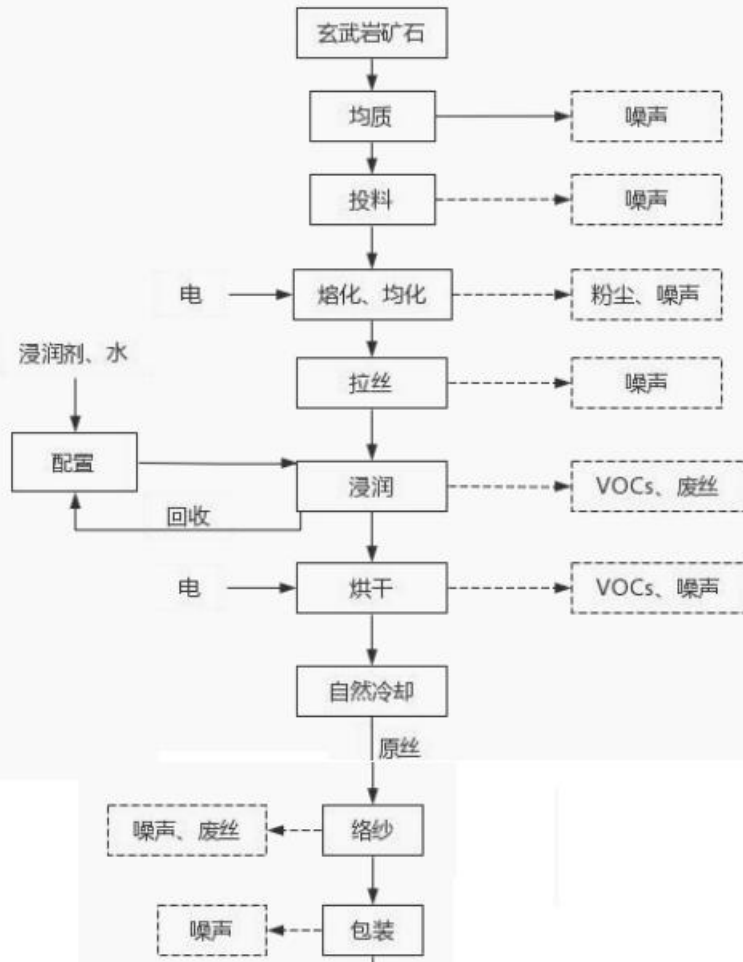 玄武岩矿石
均质
噪声
投料
噪声
电
熔化、均化
粉尘、噪声
浸润剂、水
拉丝
噪声
配置
浸润
VOCs、废丝
回收
电
烘干
VOCs、噪声
自然冷却
原丝
噪声、废丝
络纱
噪声
包装